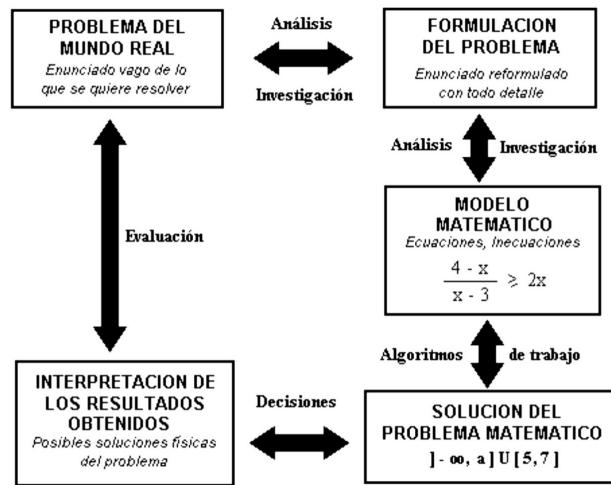 PROBLEMA DEL
MUNDO REAL
Enunciado vago de lo
que se quiere resolver
Análisis
Investigación
FORMULACION
DEL PROBLEMA
Enunciado reformulado
con todo detalle
Análisis
Investigación
MODELO
MATEMATICO
Ecuaciones, Inecuaciones
4 - x
x - 3
⩾ 2x
Evaluación
Algoritmos
de trabajo
INTERPRETACION DE
LOS RESULTADOS
OBTENIDOS
Posibles soluciones físicas
del problema
Decisiones
SOLUCION DEL
PROBLEMA MATEMATICO
] - ∞, a ] U [ 5, 7 ]